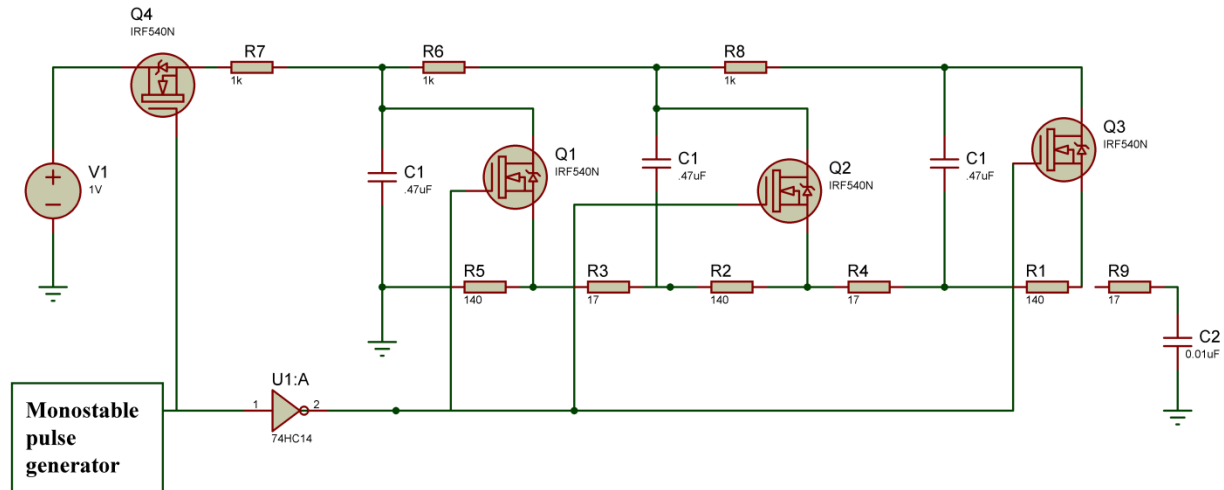 Q4
IRF540N
R7
1k
R6
1k
R8
1k
V1
1V
C1
.47uF
Q1
IRF540N
C1
.47uF
Q2
IRF540N
C1
.47uF
Q3
IRF540N
R5
140
R3
17
R2
140
R4
17
R1
140
R9
17
C2
0.01uF
U1:A
1
2
74HC14
Monostable
pulse
generator